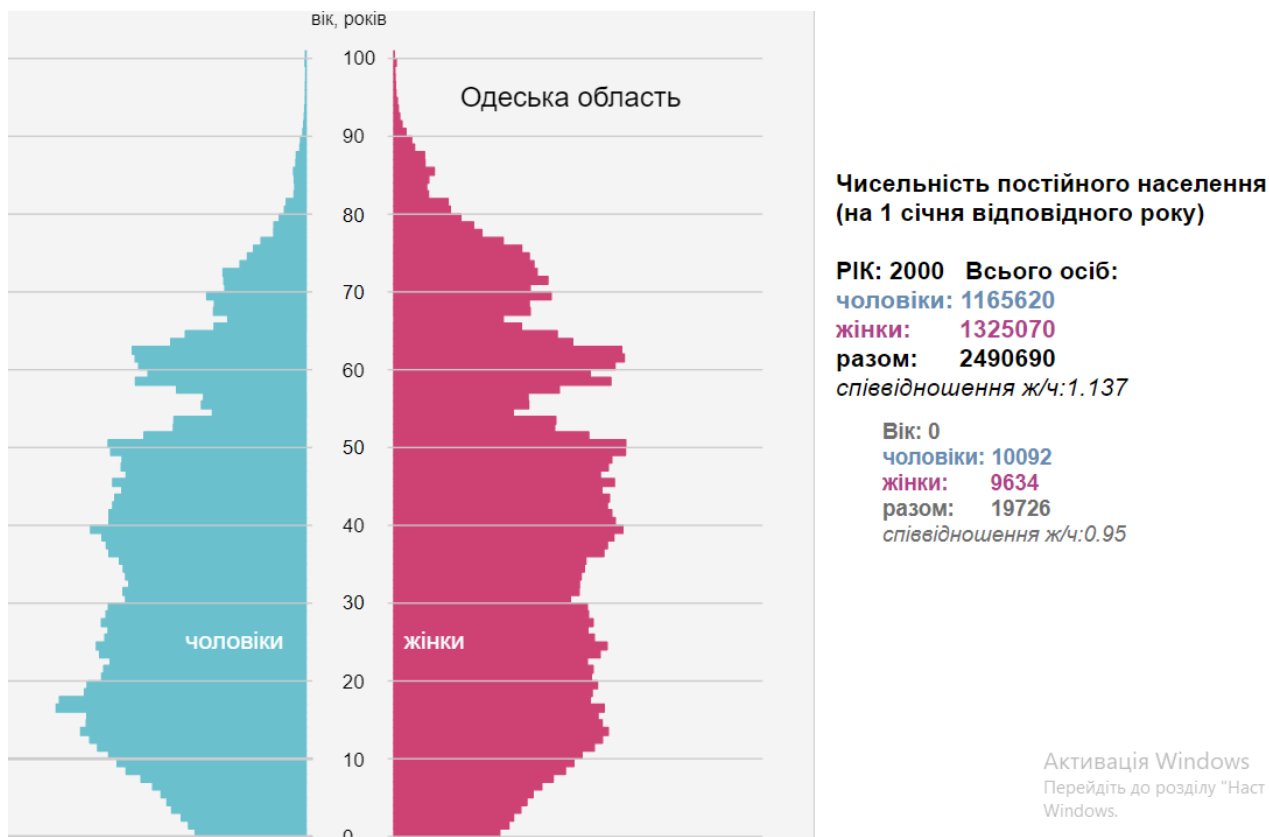 вік, років
100
Одеська область
90
80
70
60
50
40
30
чоловіки
жінки
20
10
0
Чисельність постійного населення
(на 1 січня відповідного року)
РІК: 2000 Всього осіб:
чоловіки: 1165620
жінки: 1325070
разом: 2490690
співвідношення ж/ч:1.137
Вік: 0
чоловіки: 10092
жінки: 9634
разом: 19726
співвідношення ж/ч:0.95
Активація Windows
Перейдіть до розділу "Наст
Windows.